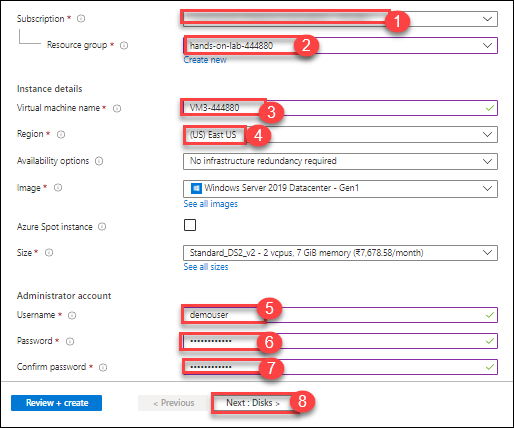 Subscription *
1
Resource group *
hands-on-lab-444880
2
Create new
Instance details
Virtual machine name *
VM3-444880
3
Region *
(US) East US
4
Availability options
No infrastructure redundancy required
Image *
Windows Server 2019 Datacenter - Gen1
See all images
Azure Spot instance
Size *
Standard_DS2_v2 - 2 vcpus, 7 GiB memory (₹7,678.58/month)
See all sizes
Administrator account
Username *
demouser
5
Password *
••••••••••••
6
Confirm password *
••••••••••••
7
Review + create
< Previous
Next : Disks >
8